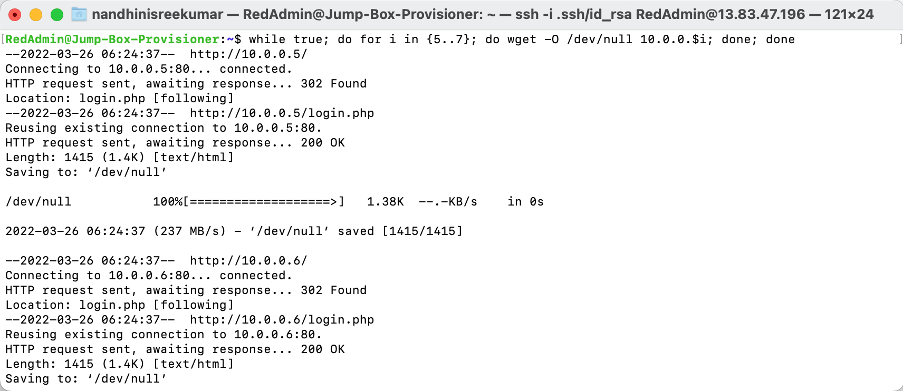 nandhinisreekumar — RedAdmin@Jump-Box-Provisioner: ~ — ssh -i .ssh/id_rsa RedAdmin@13.83.47.196 — 121×24
[RedAdmin@Jump-Box-Provisioner:~$ while true; do for i in {5..7}; do wget -O /dev/null 10.0.0.$i; done; done ]
--2022-03-26 06:24:37--  http://10.0.0.5/
Connecting to 10.0.0.5:80... connected.
HTTP request sent, awaiting response... 302 Found
Location: login.php [following]
--2022-03-26 06:24:37--  http://10.0.0.5/login.php
Reusing existing connection to 10.0.0.5:80.
HTTP request sent, awaiting response... 200 OK
Length: 1415 (1.4K) [text/html]
Saving to: ‘/dev/null’
/dev/null           100%[===================>]   1.38K  --.-KB/s    in 0s
2022-03-26 06:24:37 (237 MB/s) - ‘/dev/null’ saved [1415/1415]
--2022-03-26 06:24:37--  http://10.0.0.6/
Connecting to 10.0.0.6:80... connected.
HTTP request sent, awaiting response... 302 Found
Location: login.php [following]
--2022-03-26 06:24:37--  http://10.0.0.6/login.php
Reusing existing connection to 10.0.0.6:80.
HTTP request sent, awaiting response... 200 OK
Length: 1415 (1.4K) [text/html]
Saving to: ‘/dev/null’